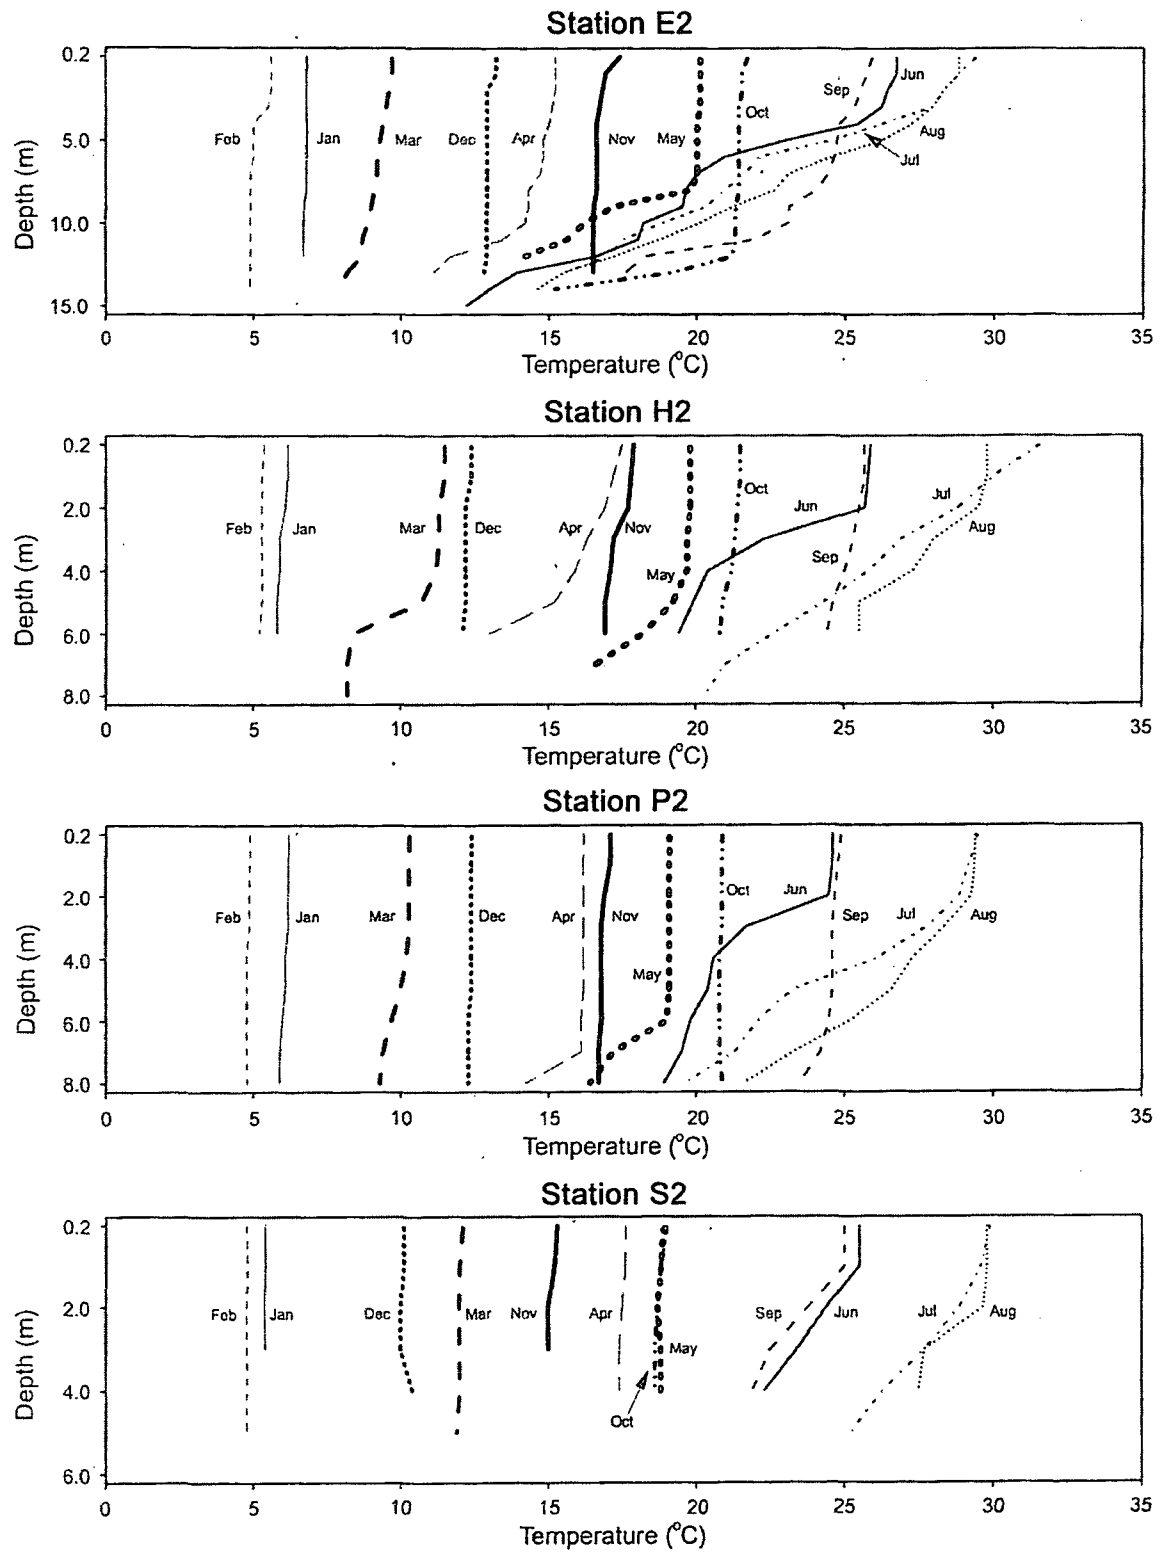 Station E2
0.2
5.0
10.0
15.0
Depth (m)
Feb
Jan
Mar
Dec
Apr
Nov
May
Oct
Sep
Jun
Aug
Jul
0 5 10 15 20 25 30 35
Temperature (°C)
Station H2
0.2
2.0
4.0
6.0
8.0
Depth (m)
Feb
Jan
Mar
Dec
Apr
Nov
May
Oct
Jun
Sep
Jul
Aug
0 5 10 15 20 25 30 35
Temperature (°C)
Station P2
0.2
2.0
4.0
6.0
8.0
Depth (m)
Feb
Jan
Mar
Dec
Apr
Nov
May
Oct
Jun
Sep
Jul
Aug
0 5 10 15 20 25 30 35
Temperature (°C)
Station S2
0.2
2.0
4.0
6.0
Depth (m)
Feb
Jan
Dec
Mar
Nov
Apr
Oct
May
Sep
Jun
Jul
Aug
0 5 10 15 20 25 30 35
Temperature (°C)